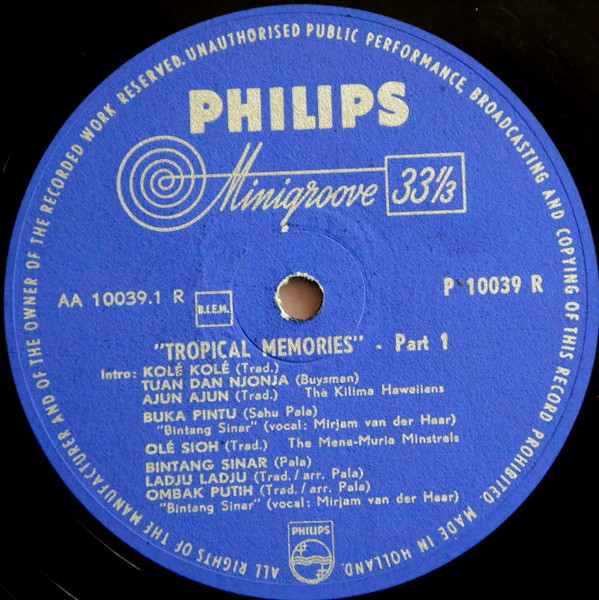 ALL RIGHTS OF THE MANUFACTURER AND OF THE OWNER OF THE RECORDED WORK RESERVED. UNAUTHORISED PUBLIC PERFORMANCE, BROADCASTING AND COPYING OF THIS RECORD PROHIBITED. MADE IN HOLLAND.
PHILIPS
Minigroove 33 1/3
AA 10039.1 R
B.I.E.M.
P 10039 R
"TROPICAL MEMORIES" - Part 1
Intro: KOLÉ KOLÉ (Trad.)
TUAN DAN NJONJA (Buysman)
AJUN AJUN (Trad.) The Kilima Hawaiians
BUKA PINTU (Sahu Pala)
"Bintang Sinar" (vocal: Mirjam van der Haar)
OLÉ SIOH (Trad.) The Mena-Muria Minstrels
BINTANG SINAR (Pala)
LADJU LADJU (Trad./arr. Pala)
OMBAK PUTIH (Trad./arr. Pala)
"Bintang Sinar" (vocal: Mirjam van der Haar)
PHILIPS